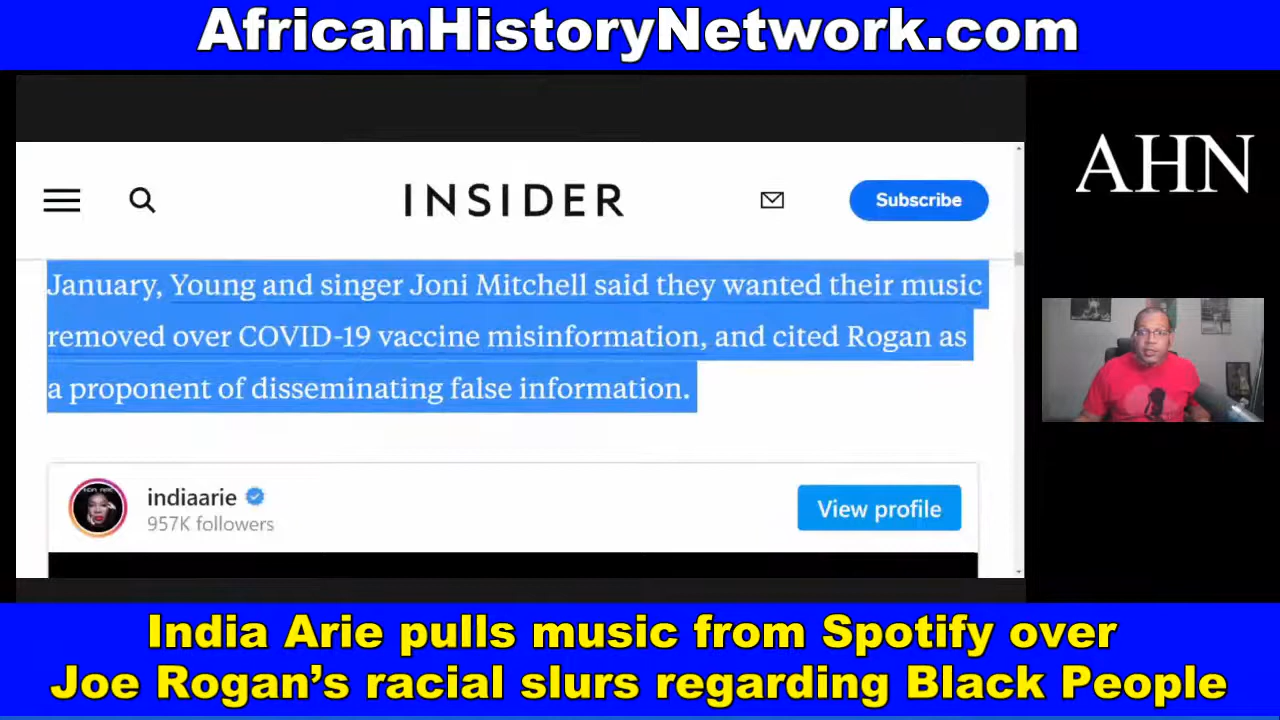 AfricanHistoryNetwork.com
AHN
INSIDER
Subscribe
January, Young and singer Joni Mitchell said they wanted their music
removed over COVID-19 vaccine misinformation, and cited Rogan as
a proponent of disseminating false information.
indiaarie
957K followers
View profile
India Arie pulls music from Spotify over
Joe Rogan’s racial slurs regarding Black People